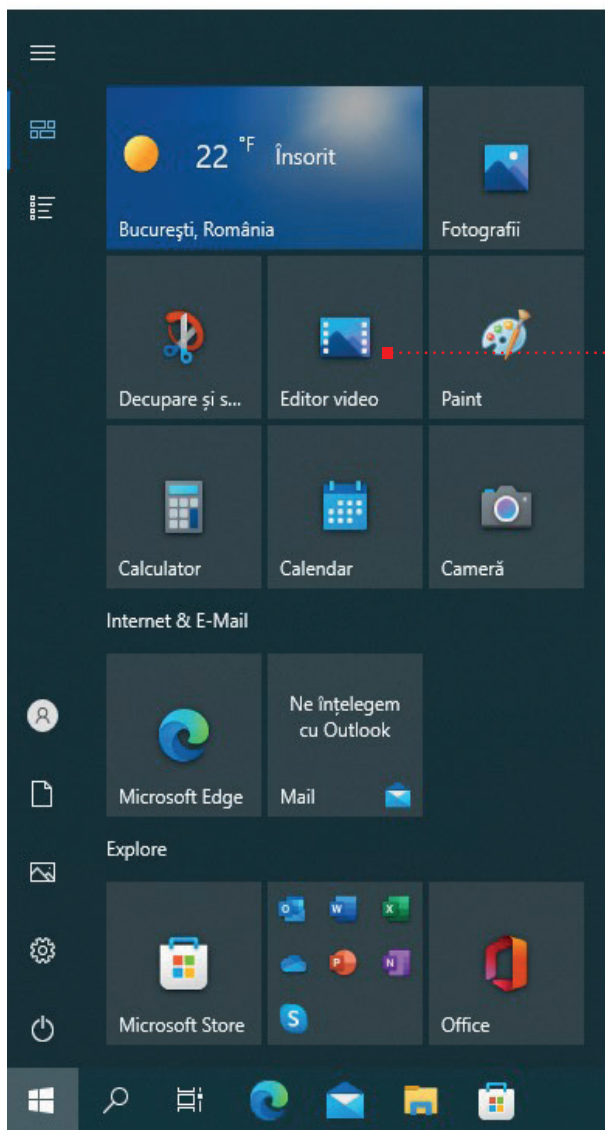 22 °F Însorit
București, România
Fotografii
Decupare și s...
Editor video
Paint
Calculator
Calendar
Cameră
Internet & E-Mail
Microsoft Edge
Ne înțelegem
cu Outlook
Mail
Explore
Microsoft Store
O
W
X
P
N
S
Office